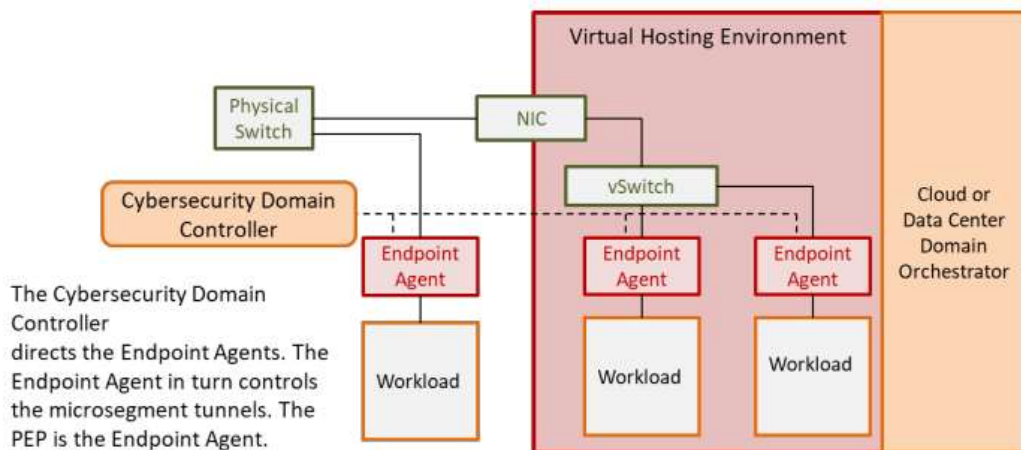 Virtual Hosting Environment
Physical
Switch
NIC
vSwitch
Cybersecurity Domain
Controller
Endpoint
Agent
Endpoint
Agent
Endpoint
Agent
Cloud or
Data Center
Domain
Orchestrator
The Cybersecurity Domain
Controller
directs the Endpoint Agents. The
Endpoint Agent in turn controls
the microsegment tunnels. The
PEP is the Endpoint Agent.
Workload
Workload
Workload